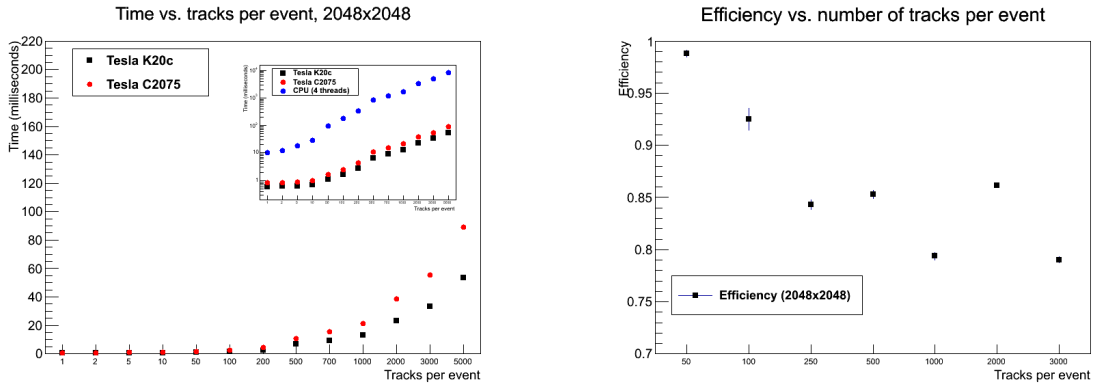 Time vs. tracks per event, 2048x2048
Time (milliseconds)
220
200
180
160
140
120
100
80
60
40
20
0
Tesla K20c
Tesla C2075
Time (milliseconds)
Tesla K20c
Tesla C2075
CPU (4 threads)
10
1
Tracks per event
1 2 5 10 50 100 200 500 700 1000 2000 3000 5000
Tracks per event
Efficiency vs. number of tracks per event
Efficiency
1
0.95
0.9
0.85
0.8
0.75
0.7
Efficiency (2048x2048)
50 100 250 500 1000 2000 3000
Tracks per event